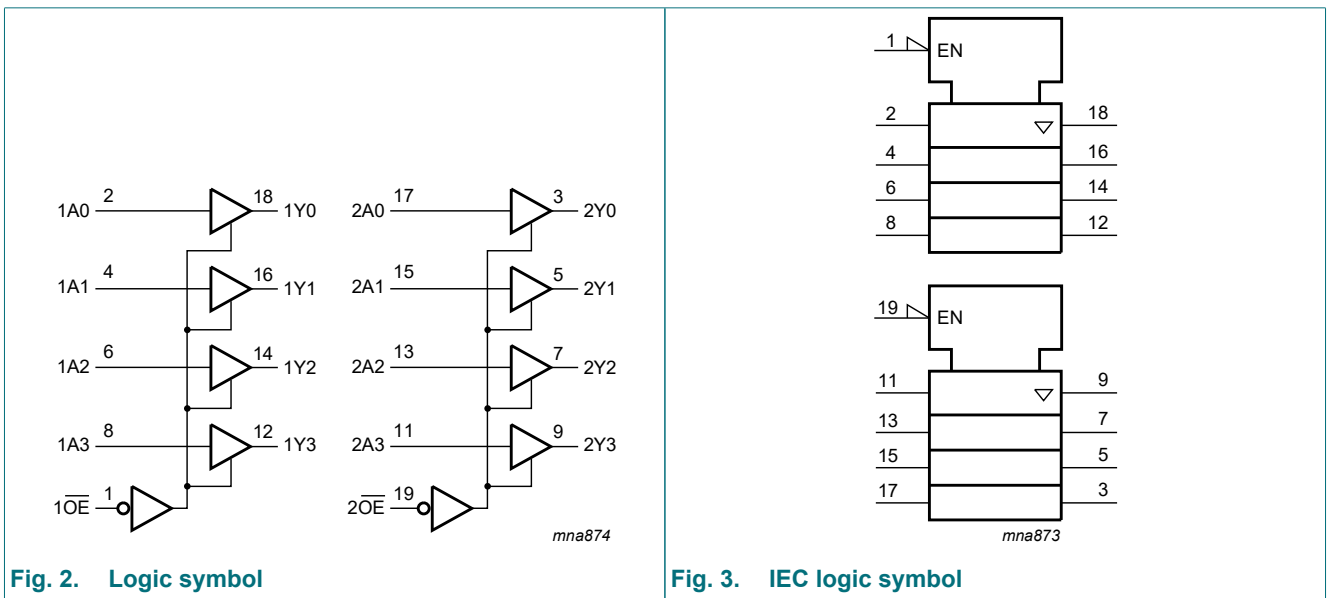 1A0 2 18 1Y0
1A1 4 16 1Y1
1A2 6 14 1Y2
1A3 8 12 1Y3
1O̅E̅ 1
2A0 17 3 2Y0
2A1 15 5 2Y1
2A2 13 7 2Y2
2A3 11 9 2Y3
2O̅E̅ 19
mna874
Fig. 2. Logic symbol
1 EN
2 18
4 16
6 14
8 12
19 EN
11 9
13 7
15 5
17 3
mna873
Fig. 3. IEC logic symbol